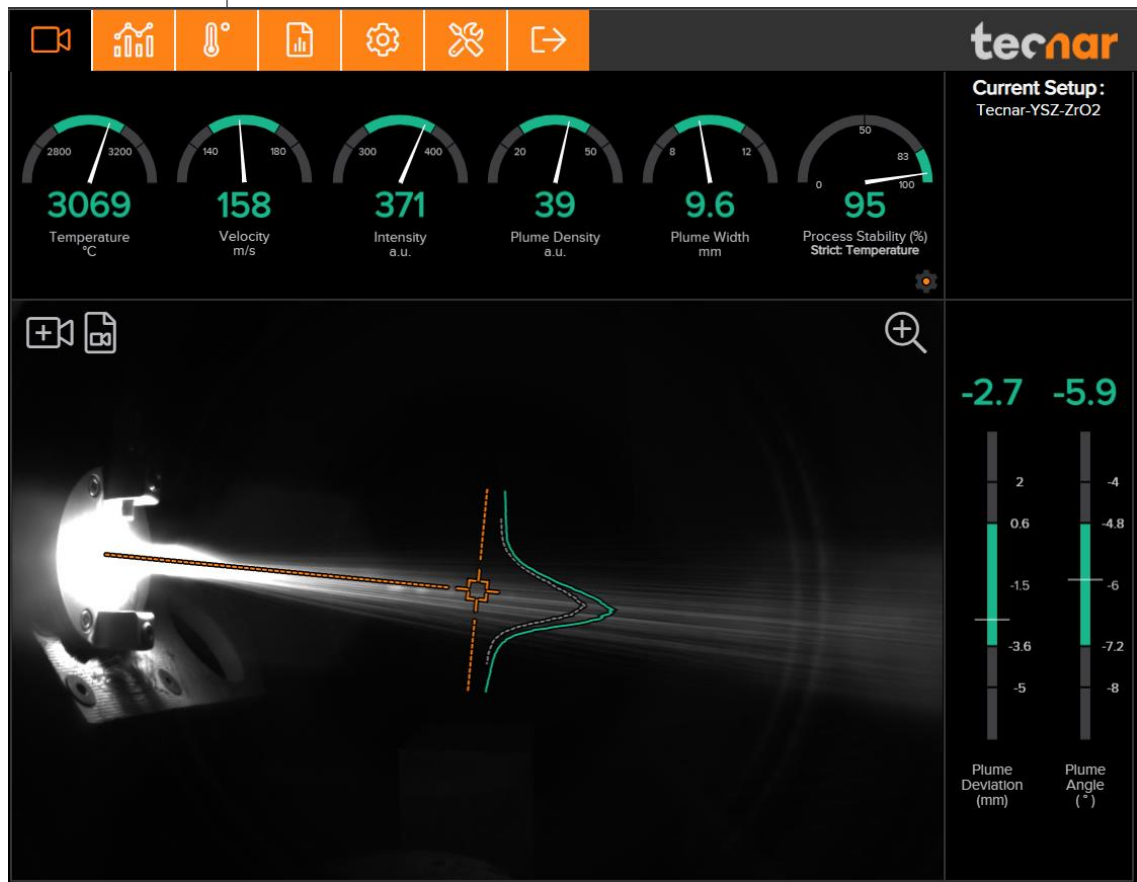 tecnar
Current Setup :
Tecnar-YSZ-ZrO2
2800 3200
3069
Temperature
°C
140 180
158
Velocity
m/s
300 400
371
Intensity
a.u.
20 50
39
Plume Density
a.u.
8 12
9.6
Plume Width
mm
0 50 83 100
95
Process Stability (%)
Strict: Temperature
-2.7
2
0.6
-1.5
-3.6
-5
Plume
Deviation
(mm)
-5.9
-4
-4.8
-6
-7.2
-8
Plume
Angle
(°)